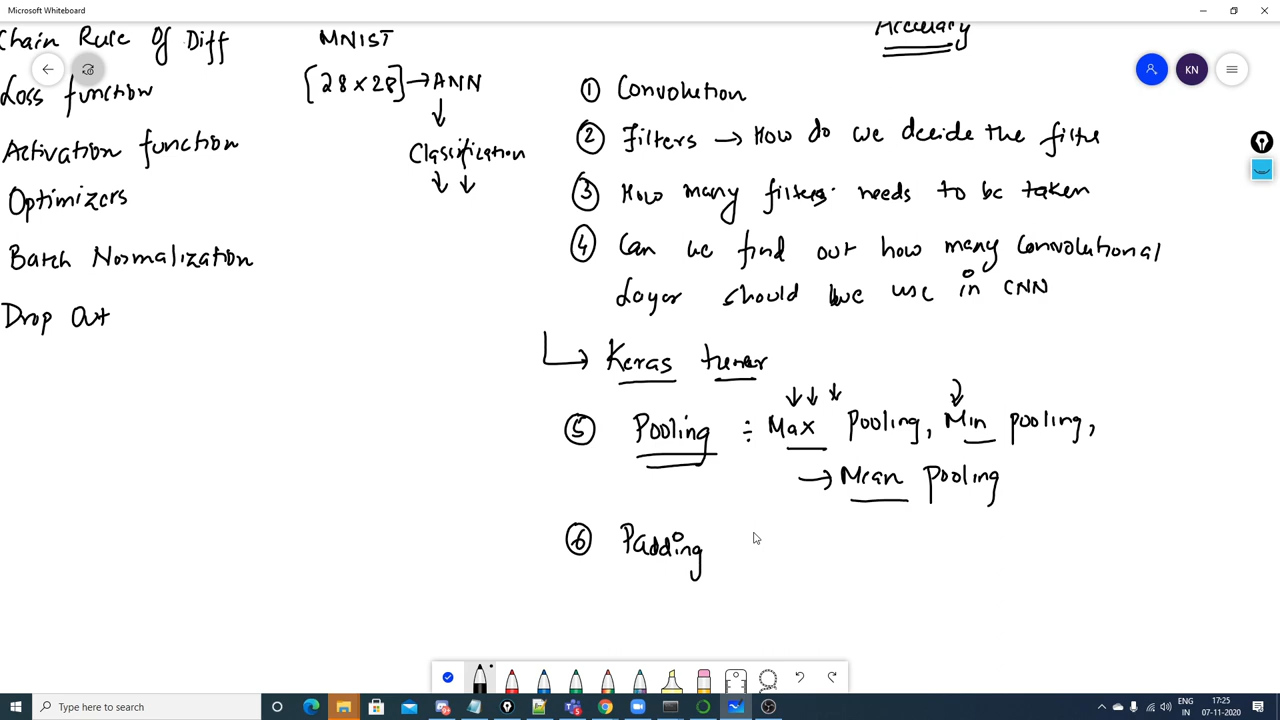 Microsoft Whiteboard
Chain Rule Of Diff
Loss function
Activation function
Optimizers
Batch Normalization
Drop Out
MNIST
[28×28] → ANN
↓
Classification
↓ ↓
Accuracy
KN
① Convolution
② Filters → How do we decide the filte
③ How many filters needs to be taken
④ Can we find out how many Convolutional
Layer should we use in CNN
Keras tuner
⑤ Pooling ÷ Max Pooling, Min pooling,
→ Mean pooling
⑥ Padding
Type here to search
ENG
IN
17:25
07-11-2020